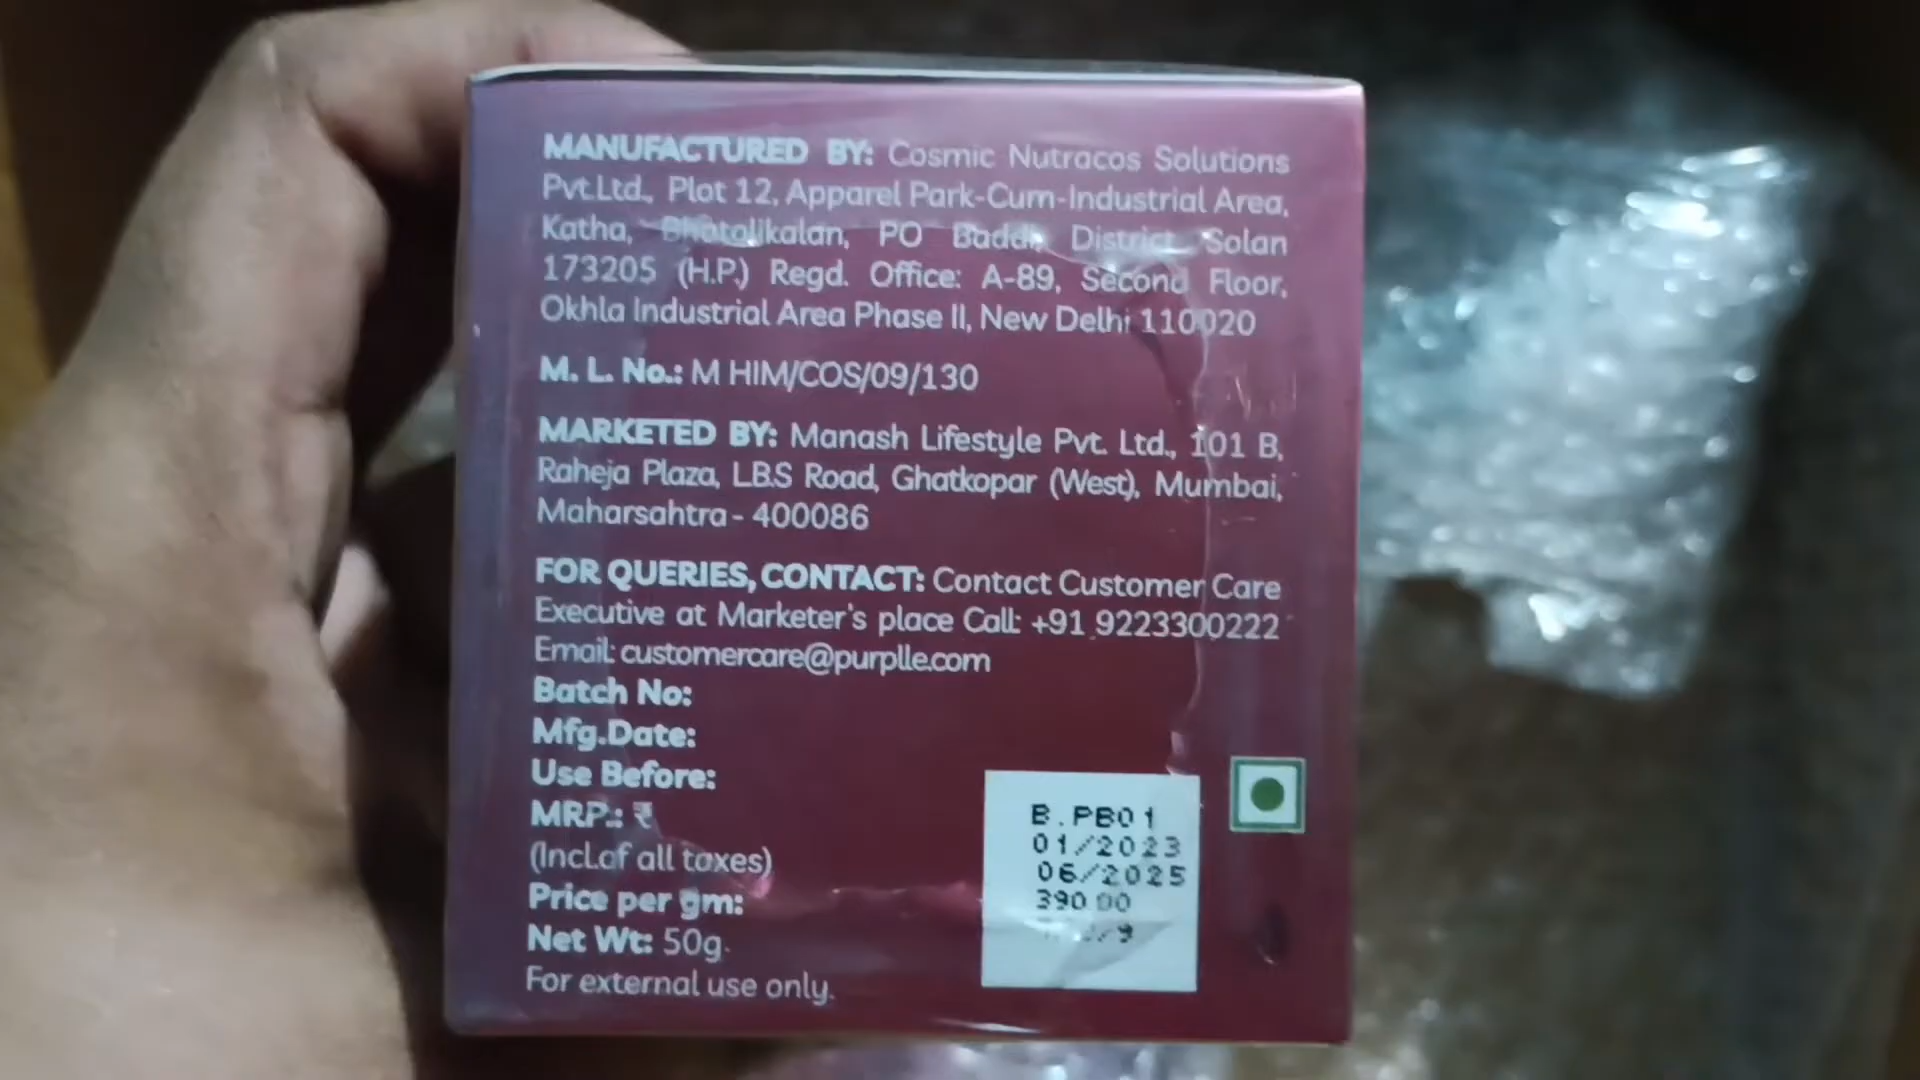 MANUFACTURED BY: Cosmic Nutracos Solutions
Pvt.Ltd., Plot 12, Apparel Park-Cum-Industrial Area,
Katha, Bhatolikalan, PO Baddi, District Solan
173205 (H.P.) Regd. Office: A-89, Second Floor,
Okhla Industrial Area Phase II, New Delhi 110020
M. L. No.: M HIM/COS/09/130
MARKETED BY: Manash Lifestyle Pvt. Ltd., 101 B,
Raheja Plaza, L.B.S Road, Ghatkopar (West), Mumbai,
Maharsahtra - 400086
FOR QUERIES, CONTACT: Contact Customer Care
Executive at Marketer's place Call: +91 9223300222
Email: customercare@purplle.com
Batch No:
Mfg.Date:
Use Before:
MRP.: ₹
(Incl.of all taxes)
Price per gm:
Net Wt: 50g.
For external use only.
B.PB01
01/2023
06/2025
390.00